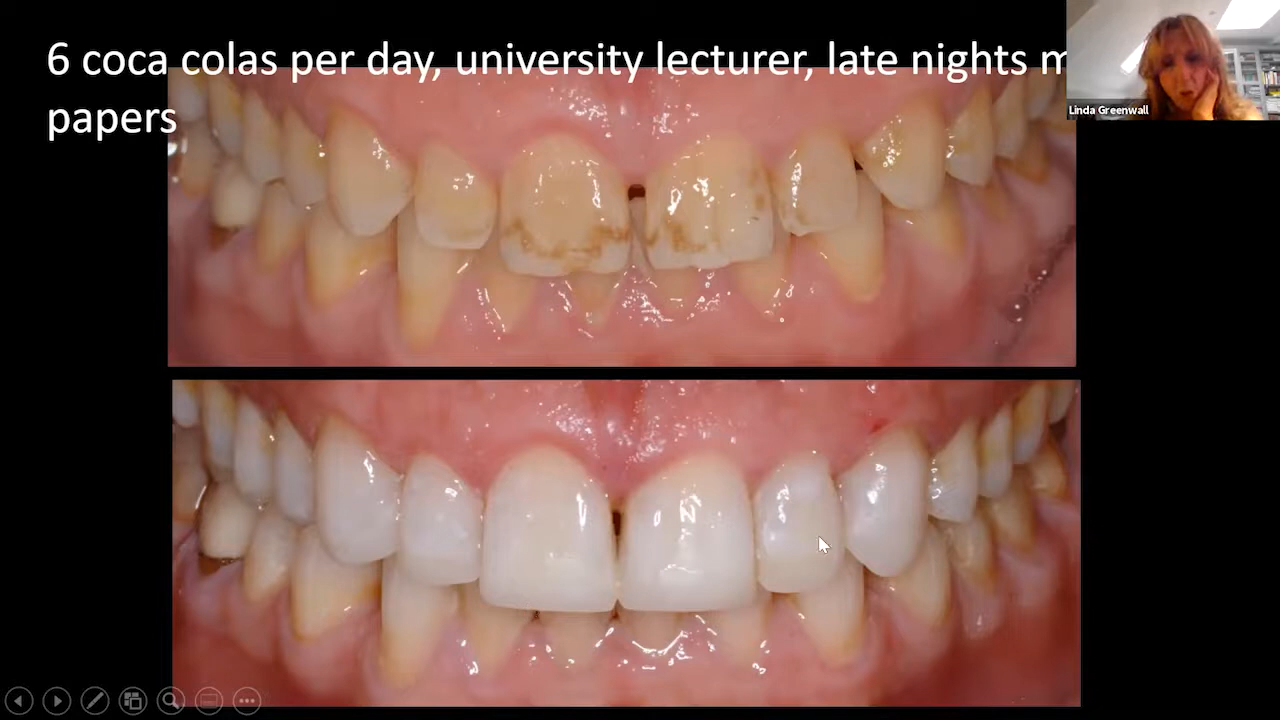 6 coca colas per day, university lecturer, late nights
papers
Linda Greenwall